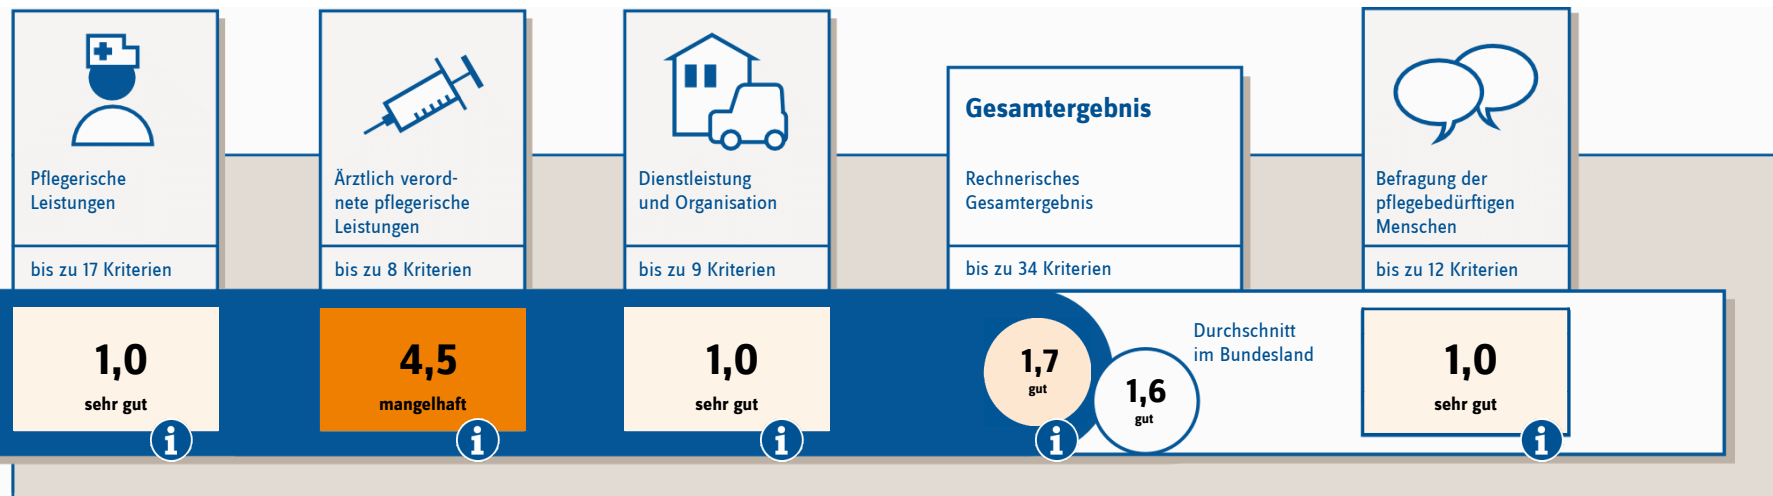 Pflegerische
Leistungen
bis zu 17 Kriterien
1,0
sehr gut
i
Ärztlich verord-
nete pflegerische
Leistungen
bis zu 8 Kriterien
4,5
mangelhaft
i
Dienstleistung
und Organisation
bis zu 9 Kriterien
1,0
sehr gut
i
Gesamtergebnis
Rechnerisches
Gesamtergebnis
bis zu 34 Kriterien
1,7
gut
i
1,6
gut
Durchschnitt
im Bundesland
Befragung der
pflegebedürftigen
Menschen
bis zu 12 Kriterien
1,0
sehr gut
i